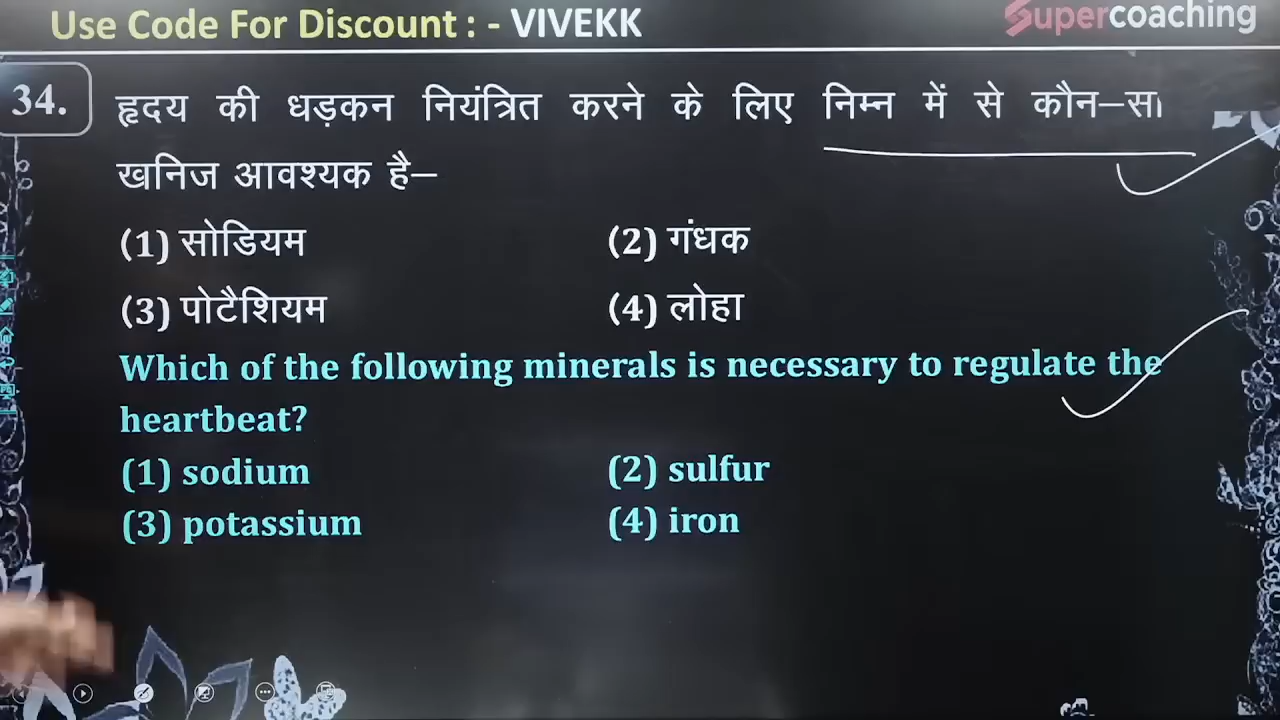 Use Code For Discount : - VIVEKK
Supercoaching
34. हृदय की धड़कन नियंत्रित करने के लिए निम्न में से कौन–सा
खनिज आवश्यक है–
(1) सोडियम (2) गंधक
(3) पोटैशियम (4) लोहा
Which of the following minerals is necessary to regulate the
heartbeat?
(1) sodium (2) sulfur
(3) potassium (4) iron